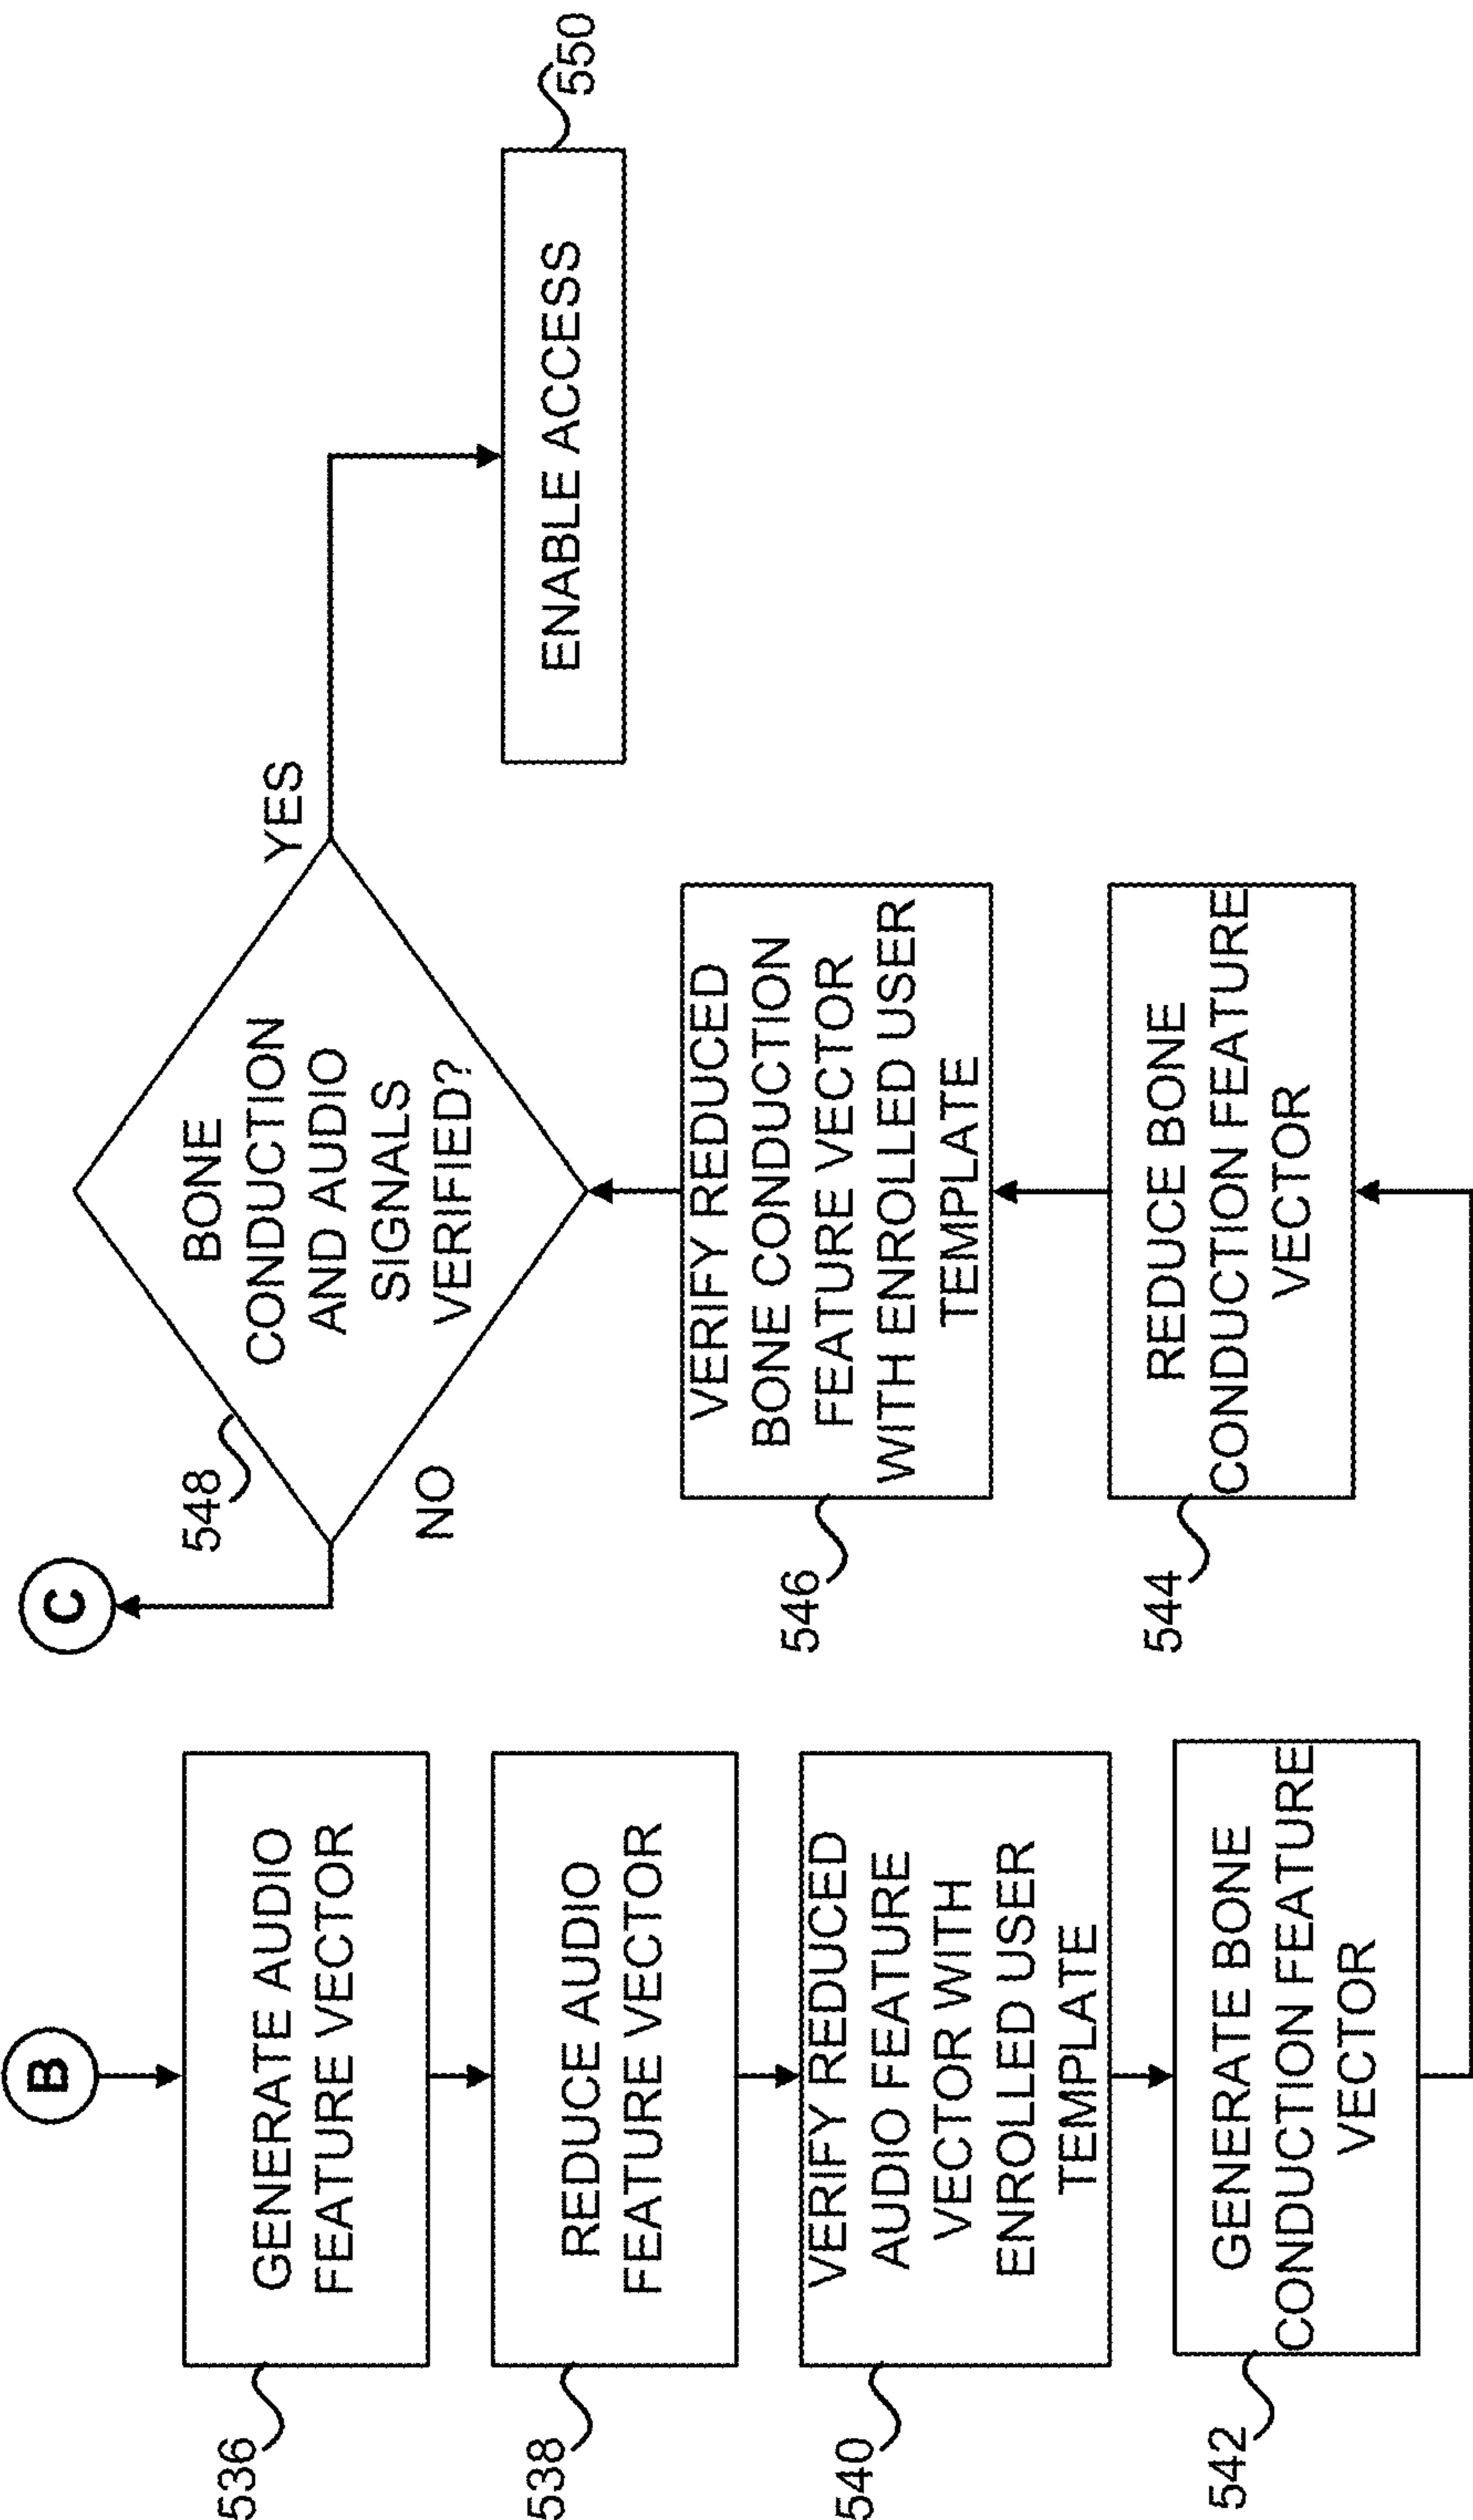 B
536
GENERATE AUDIO
FEATURE VECTOR
538
REDUCE AUDIO
FEATURE VECTOR
540
VERIFY REDUCED
AUDIO FEATURE
VECTOR WITH
ENROLLED USER
TEMPLATE
542
GENERATE BONE
CONDUCTION FEATURE
VECTOR
544
REDUCE BONE
CONDUCTION FEATURE
VECTOR
546
VERIFY REDUCED
BONE CONDUCTION
FEATURE VECTOR
WITH ENROLLED USER
TEMPLATE
548
BONE
CONDUCTION
AND AUDIO
SIGNALS
VERIFIED?
NO
C
YES
ENABLE ACCESS
550